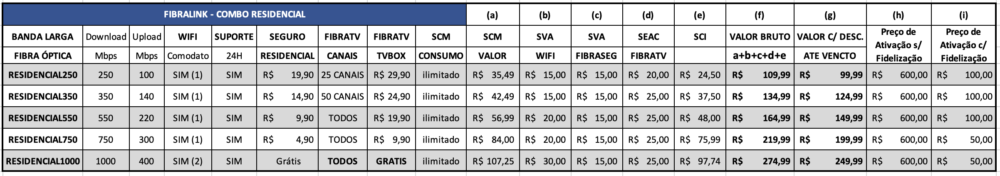 FIBRALINK - COMBO RESIDENCIAL (a) (b) (c) (d) (e) (f) (g) (h) (i)
BANDA LARGA Download Upload WIFI SUPORTE SEGURO FIBRATV FIBRATV SCM SCM SVA SVA SEAC SCI VALOR BRUTO VALOR C/ DESC. Preço de Ativação s/ Fidelização Preço de Ativação c/ Fidelização
FIBRA ÓPTICA Mbps Mbps Comodato 24H RESIDENCIAL CANAIS TVBOX CONSUMO VALOR WIFI FIBRASEG FIBRATV a+b+c+d+e ATE VENCTO
RESIDENCIAL250 250 100 SIM (1) SIM R$ 19,90 25 CANAIS R$ 29,90 ilimitado R$ 35,49 R$ 15,00 R$ 15,00 R$ 20,00 R$ 24,50 R$ 109,99 R$ 99,99 R$ 600,00 R$ 100,00
RESIDENCIAL350 350 140 SIM (1) SIM R$ 14,90 50 CANAIS R$ 24,90 ilimitado R$ 42,49 R$ 15,00 R$ 15,00 R$ 25,00 R$ 37,50 R$ 134,99 R$ 124,99 R$ 600,00 R$ 100,00
RESIDENCIAL550 550 220 SIM (1) SIM R$ 9,90 TODOS R$ 19,90 ilimitado R$ 56,99 R$ 20,00 R$ 15,00 R$ 25,00 R$ 48,00 R$ 164,99 R$ 149,99 R$ 600,00 R$ 100,00
RESIDENCIAL750 750 300 SIM (1) SIM R$ 4,90 TODOS R$ 9,90 ilimitado R$ 84,00 R$ 20,00 R$ 15,00 R$ 25,00 R$ 75,99 R$ 219,99 R$ 199,99 R$ 600,00 R$ 50,00
RESIDENCIAL1000 1000 400 SIM (2) SIM Grátis TODOS GRATIS ilimitado R$ 107,25 R$ 30,00 R$ 15,00 R$ 25,00 R$ 97,74 R$ 274,99 R$ 249,99 R$ 600,00 R$ 50,00